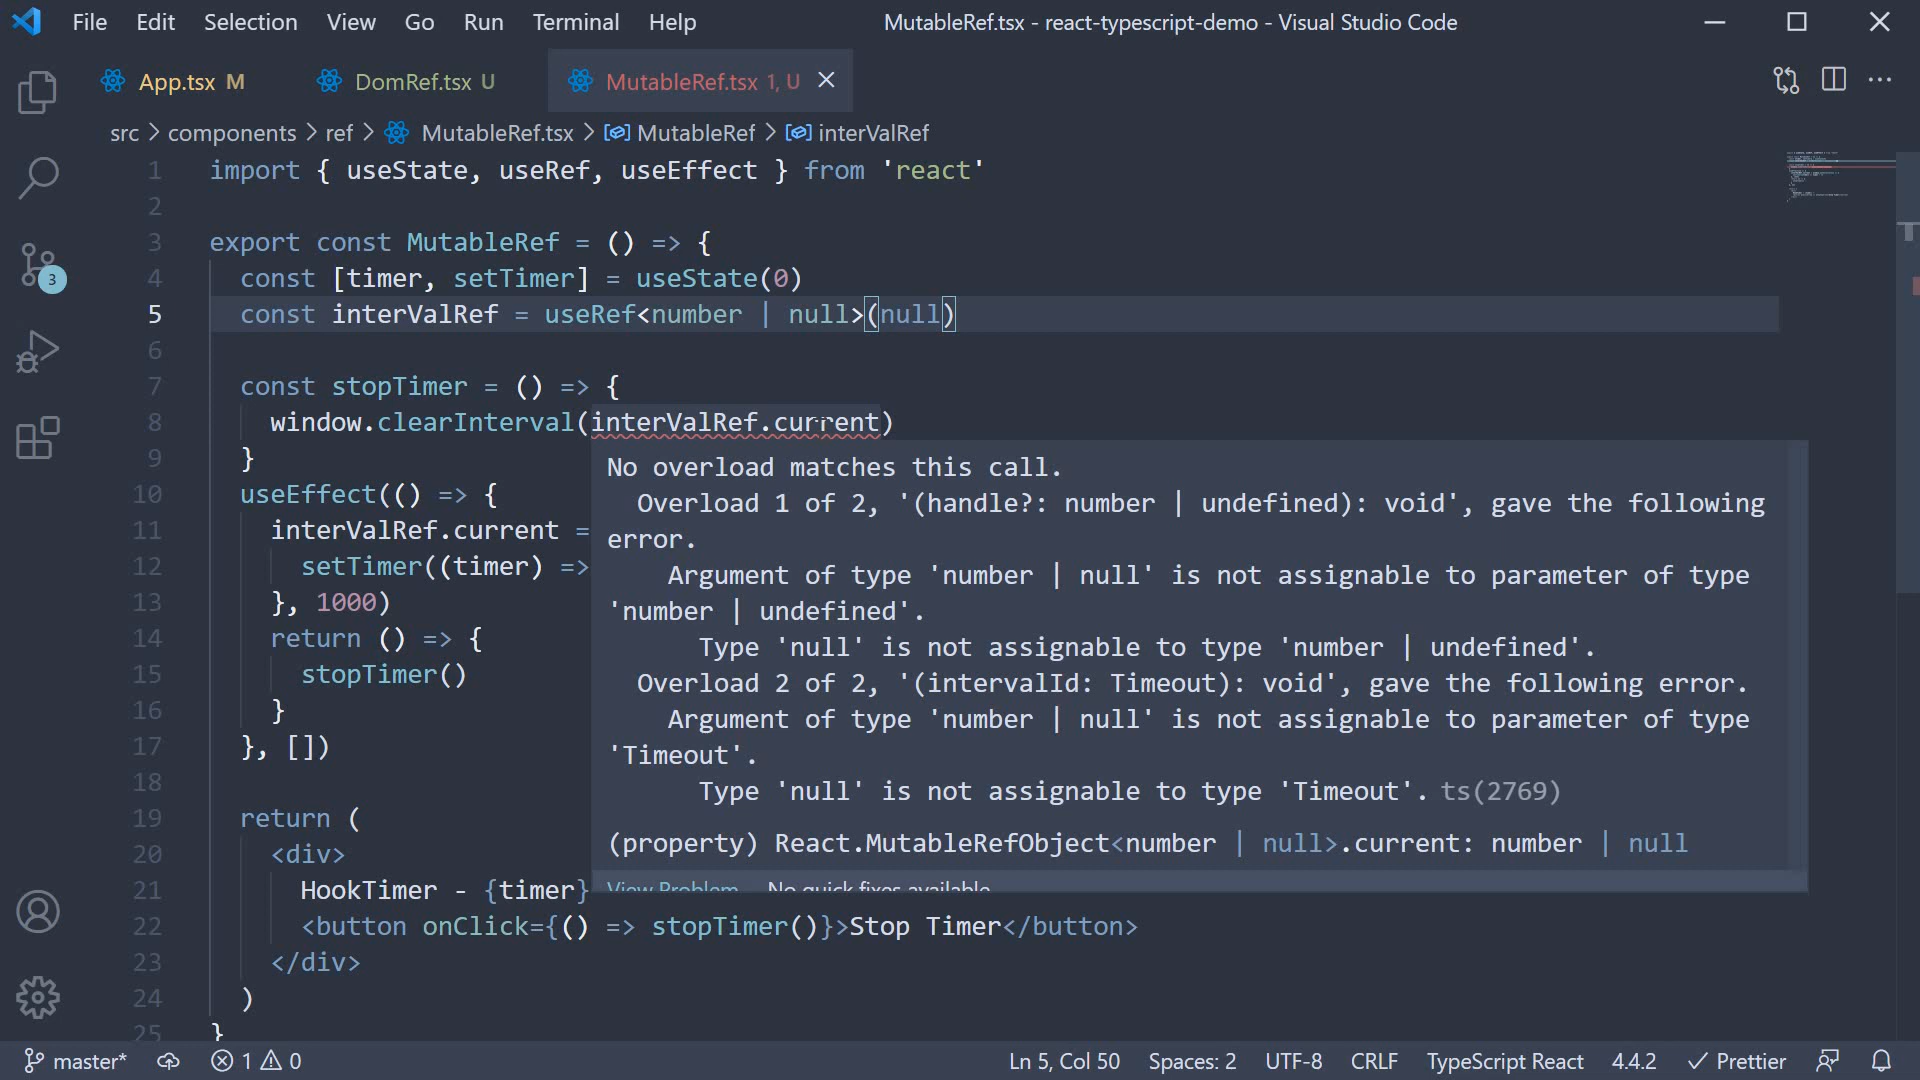 File Edit Selection View Go Run Terminal Help MutableRef.tsx - react-typescript-demo - Visual Studio Code
App.tsx M DomRef.tsx U MutableRef.tsx 1, U
src > components > ref > MutableRef.tsx > MutableRef > interValRef
1 import { useState, useRef, useEffect } from 'react'
2
3 export const MutableRef = () => {
4 const [timer, setTimer] = useState(0)
5 const interValRef = useRef<number | null>(null)
6
7 const stopTimer = () => {
8 window.clearInterval(interValRef.current)
9 }
10 useEffect(() => {
11 interValRef.current =
12 setTimer((timer) =>
13 }, 1000)
14 return () => {
15 stopTimer()
16 }
17 }, [])
18
19 return (
20 <div>
21 HookTimer - {timer}
22 <button onClick={() => stopTimer()}>Stop Timer</button>
23 </div>
24 )
25 }
No overload matches this call.
Overload 1 of 2, '(handle?: number | undefined): void', gave the following
error.
Argument of type 'number | null' is not assignable to parameter of type
'number | undefined'.
Type 'null' is not assignable to type 'number | undefined'.
Overload 2 of 2, '(intervalId: Timeout): void', gave the following error.
Argument of type 'number | null' is not assignable to parameter of type
'Timeout'.
Type 'null' is not assignable to type 'Timeout'. ts(2769)
(property) React.MutableRefObject<number | null>.current: number | null
View Problem No quick fixes available
3
master* 1 0 Ln 5, Col 50 Spaces: 2 UTF-8 CRLF TypeScript React 4.4.2 Prettier